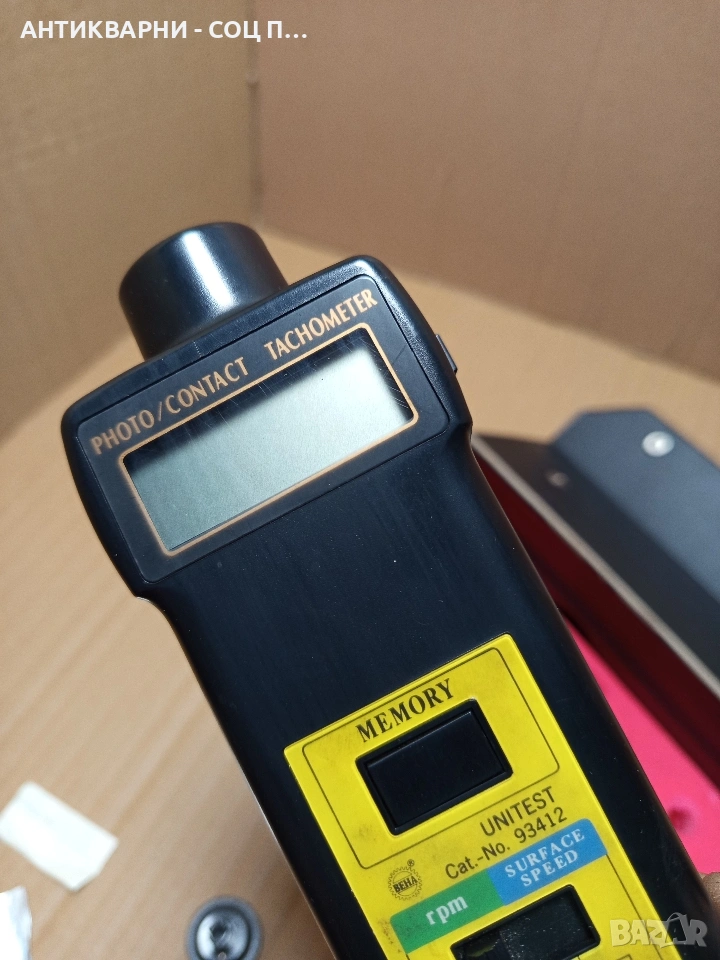 АНТИКВАРНИ - СОЦ П...
PHOTO/CONTACT TACHOMETER
MEMORY
UNITEST
Cat.-No. 93412
BEHA
rpm
SURFACE
SPEED
BAZAR